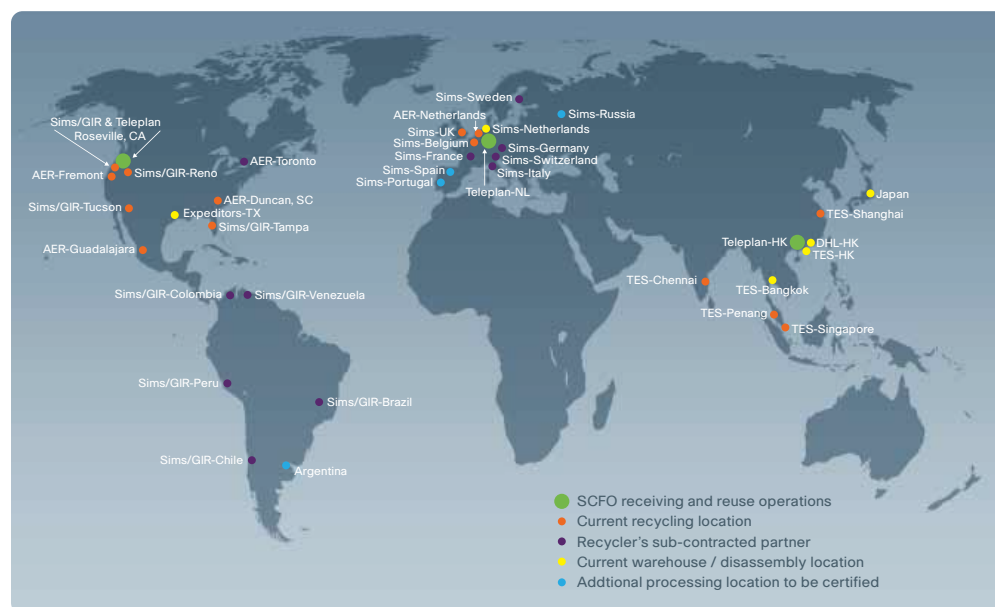 Sims-Sweden
AER-Netherlands
Sims-Russia
Sims/GIR & Teleplan
Roseville, CA
Sims-UK
Sims-Netherlands
Sims-Belgium
Sims-Germany
Sims-France
Sims-Switzerland
AER-Toronto
Sims-Spain
Sims-Italy
AER-Fremont
Sims/GIR-Reno
Sims-Portugal
Teleplan-NL
Japan
AER-Duncan, SC
Sims/GIR-Tucson
Expeditors-TX
TES-Shanghai
Sims/GIR-Tampa
AER-Guadalajara
Teleplan-HK
DHL-HK
TES-HK
TES-Chennai
TES-Bangkok
Sims/GIR-Colombia
Sims/GIR-Venezuela
TES-Penang
TES-Singapore
Sims/GIR-Peru
Sims/GIR-Brazil
Sims/GIR-Chile
Argentina
SCFO receiving and reuse operations
Current recycling location
Recycler's sub-contracted partner
Current warehouse / disassembly location
Addtional processing location to be certified